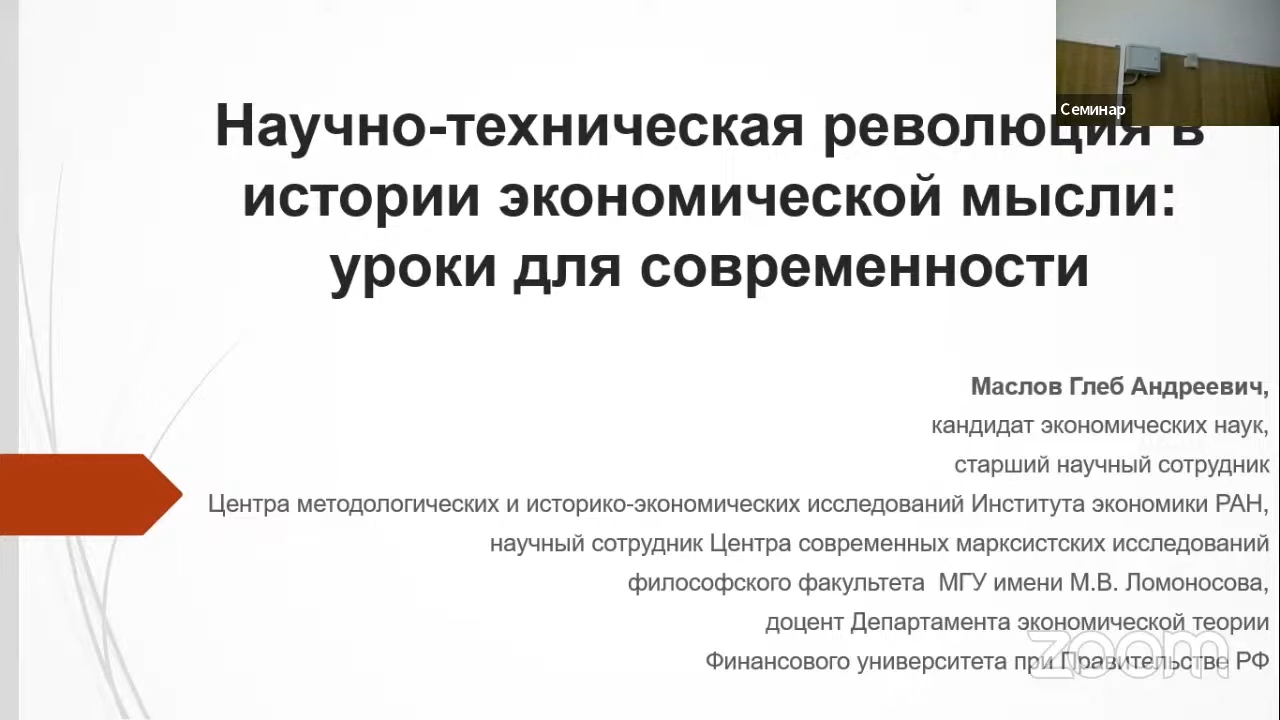 Научно-техническая революция в
истории экономической мысли:
уроки для современности
Семинар
Маслов Глеб Андреевич,
кандидат экономических наук,
старший научный сотрудник
Центра методологических и историко-экономических исследований Института экономики РАН,
научный сотрудник Центра современных марксистских исследований
философского факультета МГУ имени М.В. Ломоносова,
доцент Департамента экономической теории
Финансового университета при Правительстве РФ
zoom